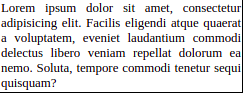 Lorem ipsum dolor sit amet, consectetur
adipisicing elit. Facilis eligendi atque quaerat
a voluptatem, eveniet laudantium commodi
delectus libero veniam repellat dolorum ea
nemo. Soluta, tempore commodi tenetur sequi
quisquam?